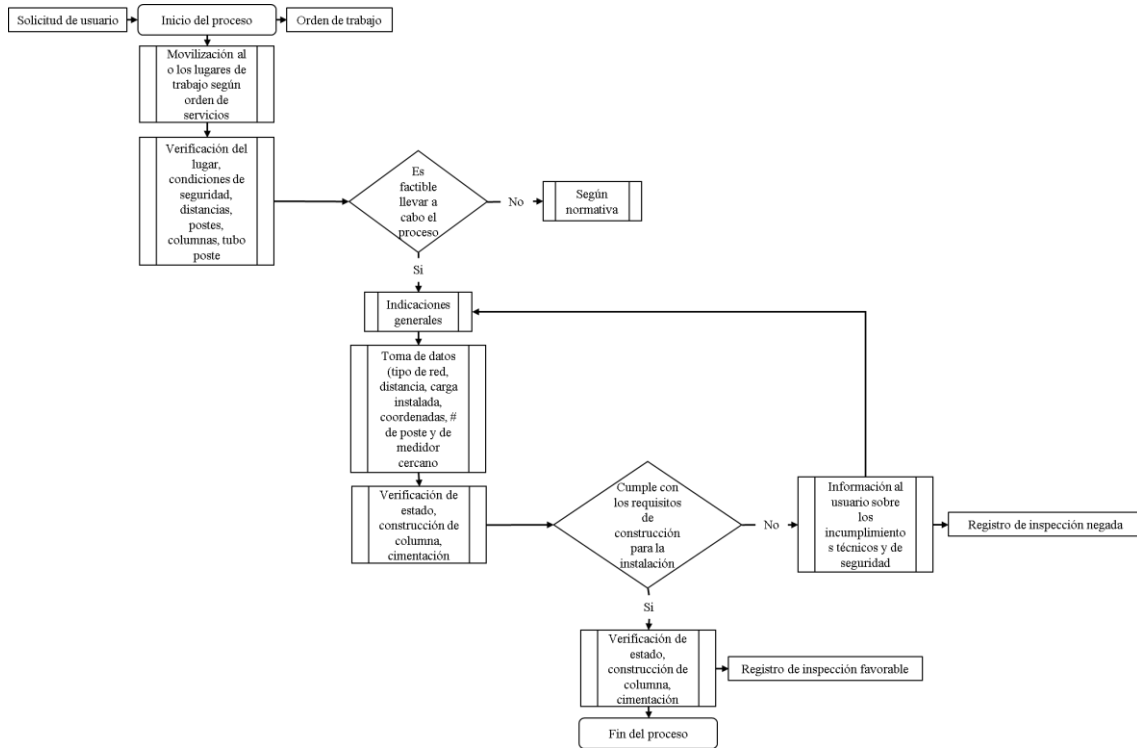 Solicitud de usuario
Inicio del proceso
Orden de trabajo
Movilización al
o los lugares de
trabajo según
orden de
servicios
Verificación del
lugar,
condiciones de
seguridad,
distancias,
postes,
columnas, tubo
poste
Es
factible
llevar a
cabo el
proceso
No
Según
normativa
Si
Indicaciones
generales
Toma de datos
(tipo de red,
distancia, carga
instalada,
coordenadas, #
de poste y de
medidor
cercano
Verificación de
estado,
construcción de
columna,
cimentación
Cumple con
los requisitos
de
construcción
para la
instalación
No
Información al
usuario sobre
los
incumplimiento
s técnicos y de
seguridad
Registro de inspección negada
Si
Verificación de
estado,
construcción de
columna,
cimentación
Registro de inspección favorable
Fin del proceso